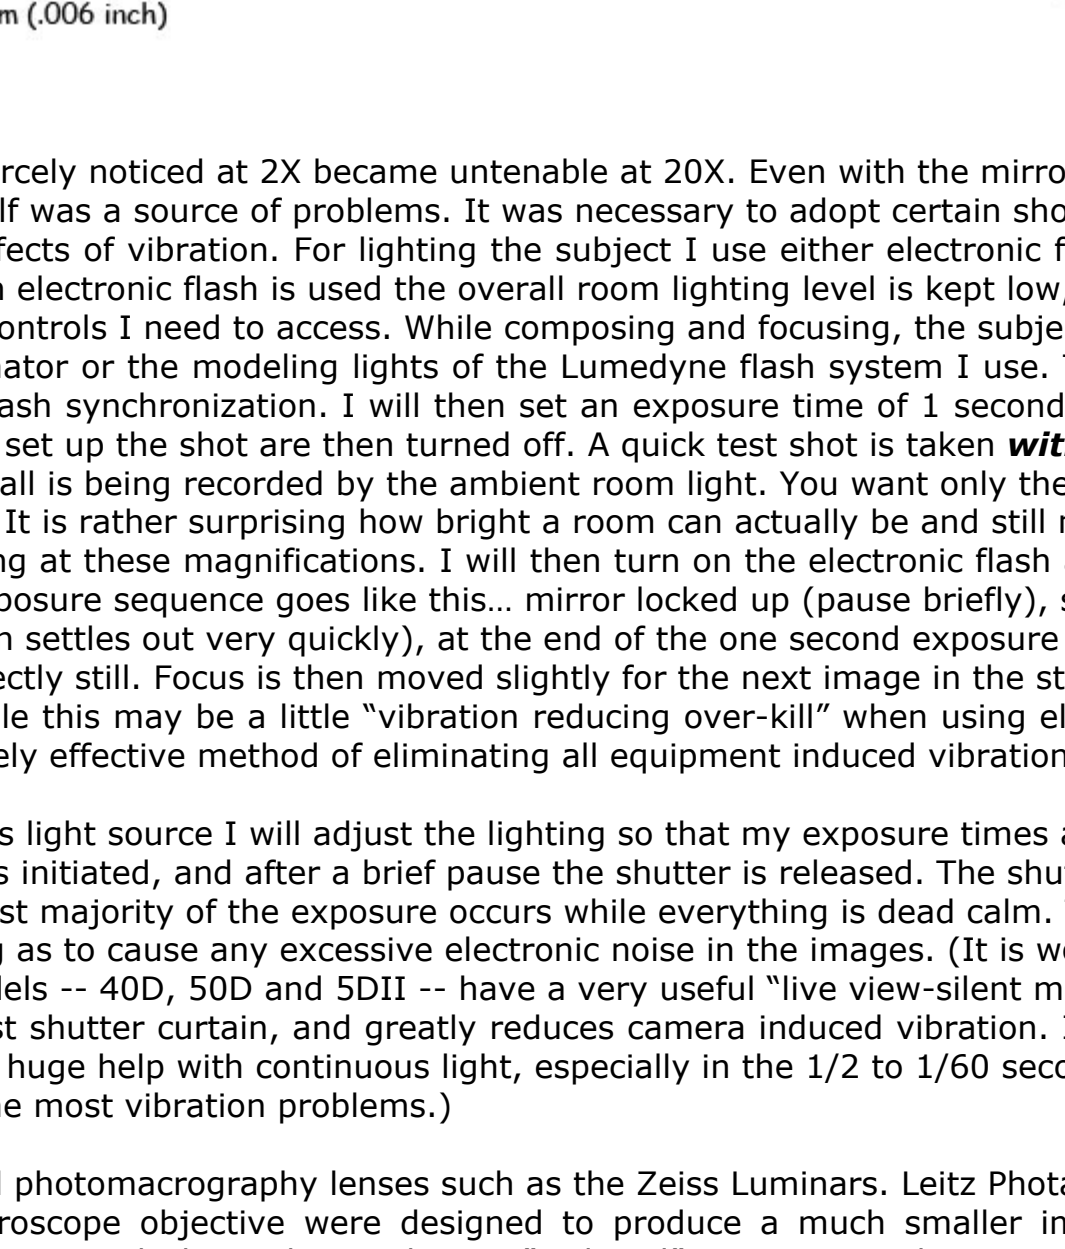 m (.006 inch)
rcely noticed at 2X became untenable at 20X. Even with the mirro
lf was a source of problems. It was necessary to adopt certain sho
fects of vibration. For lighting the subject I use either electronic f
n electronic flash is used the overall room lighting level is kept low,
ontrols I need to access. While composing and focusing, the subje
ator or the modeling lights of the Lumedyne flash system I use. T
ash synchronization. I will then set an exposure time of 1 second
set up the shot are then turned off. A quick test shot is taken wit
all is being recorded by the ambient room light. You want only the
It is rather surprising how bright a room can actually be and still r
ng at these magnifications. I will then turn on the electronic flash
posure sequence goes like this… mirror locked up (pause briefly), s
n settles out very quickly), at the end of the one second exposure
ectly still. Focus is then moved slightly for the next image in the st
le this may be a little “vibration reducing over-kill” when using el
ely effective method of eliminating all equipment induced vibration
s light source I will adjust the lighting so that my exposure times a
s initiated, and after a brief pause the shutter is released. The shu
st majority of the exposure occurs while everything is dead calm.
g as to cause any excessive electronic noise in the images. (It is w
dels -- 40D, 50D and 5DII -- have a very useful “live view-silent m
st shutter curtain, and greatly reduces camera induced vibration. I
huge help with continuous light, especially in the 1/2 to 1/60 seco
ne most vibration problems.)
l photomacrography lenses such as the Zeiss Luminars. Leitz Phota
roscope objective were designed to produce a much smaller in